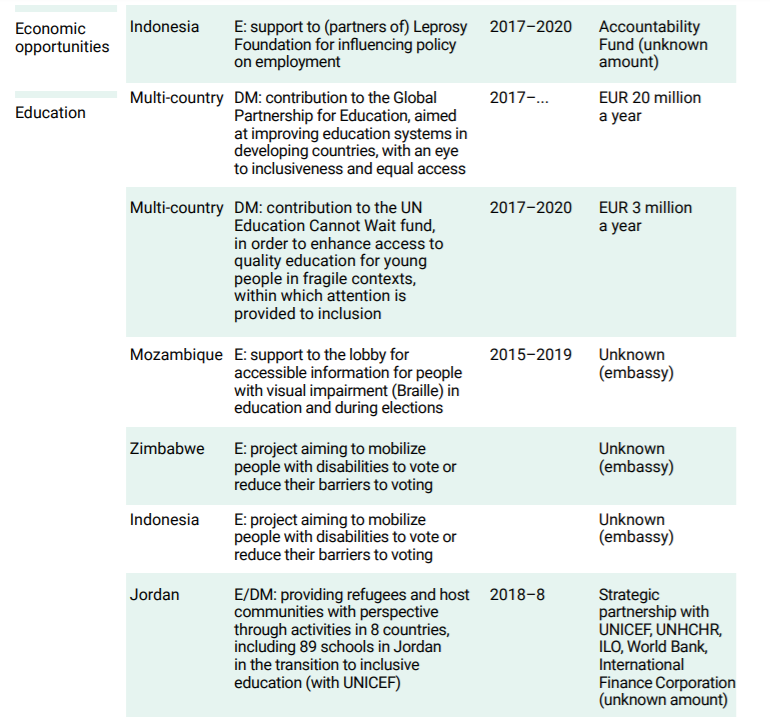 Economic
opportunities
Indonesia
E: support to (partners of) Leprosy
Foundation for influencing policy
on employment
2017–2020
Accountability
Fund (unknown
amount)
Education
Multi-country
DM: contribution to the Global
Partnership for Education, aimed
at improving education systems in
developing countries, with an eye
to inclusiveness and equal access
2017–...
EUR 20 million
a year
Multi-country
DM: contribution to the UN
Education Cannot Wait fund,
in order to enhance access to
quality education for young
people in fragile contexts,
within which attention is
provided to inclusion
2017–2020
EUR 3 million
a year
Mozambique
E: support to the lobby for
accessible information for people
with visual impairment (Braille) in
education and during elections
2015–2019
Unknown
(embassy)
Zimbabwe
E: project aiming to mobilize
people with disabilities to vote or
reduce their barriers to voting
Unknown
(embassy)
Indonesia
E: project aiming to mobilize
people with disabilities to vote or
reduce their barriers to voting
Unknown
(embassy)
Jordan
E/DM: providing refugees and host
communities with perspective
through activities in 8 countries,
including 89 schools in Jordan
in the transition to inclusive
education (with UNICEF)
2018–8
Strategic
partnership with
UNICEF, UNHCHR,
ILO, World Bank,
International
Finance Corporation
(unknown amount)